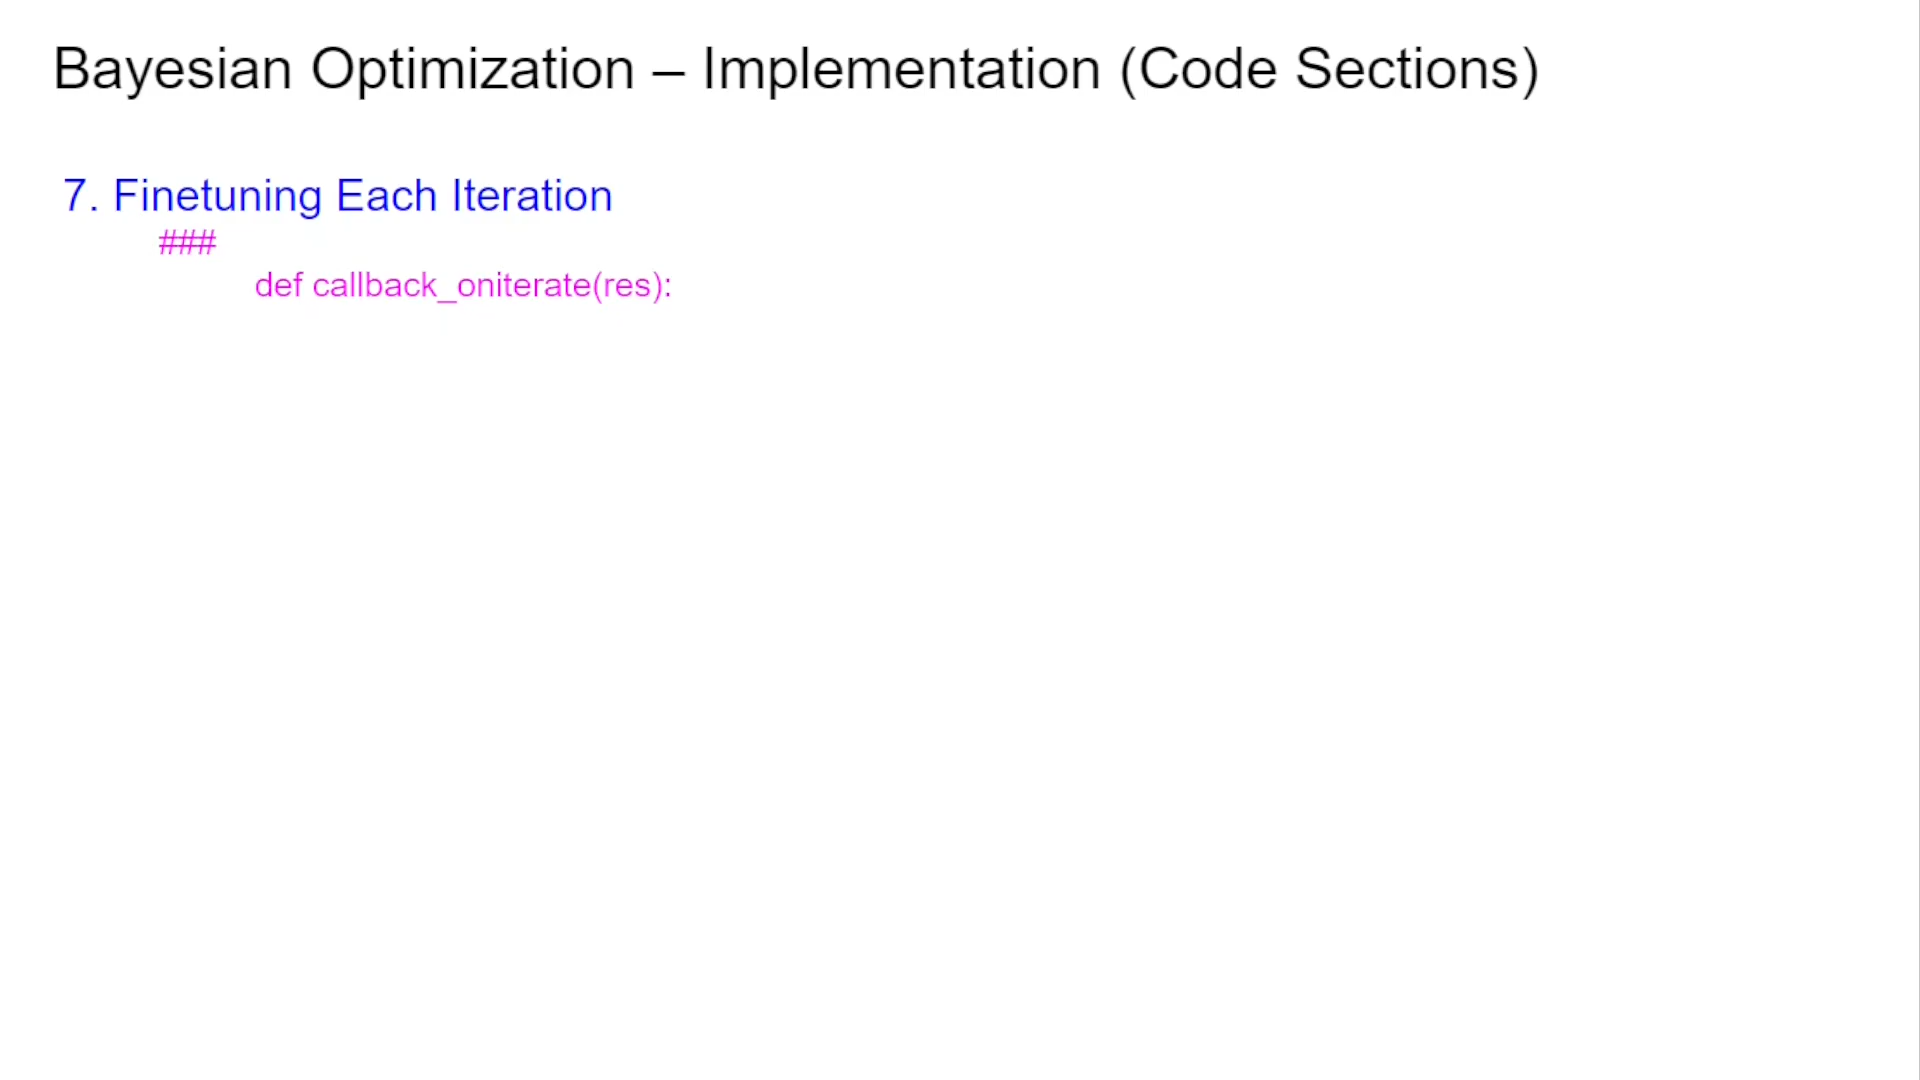 Bayesian Optimization – Implementation (Code Sections)
7. Finetuning Each Iteration
###
def callback_oniterate(res):